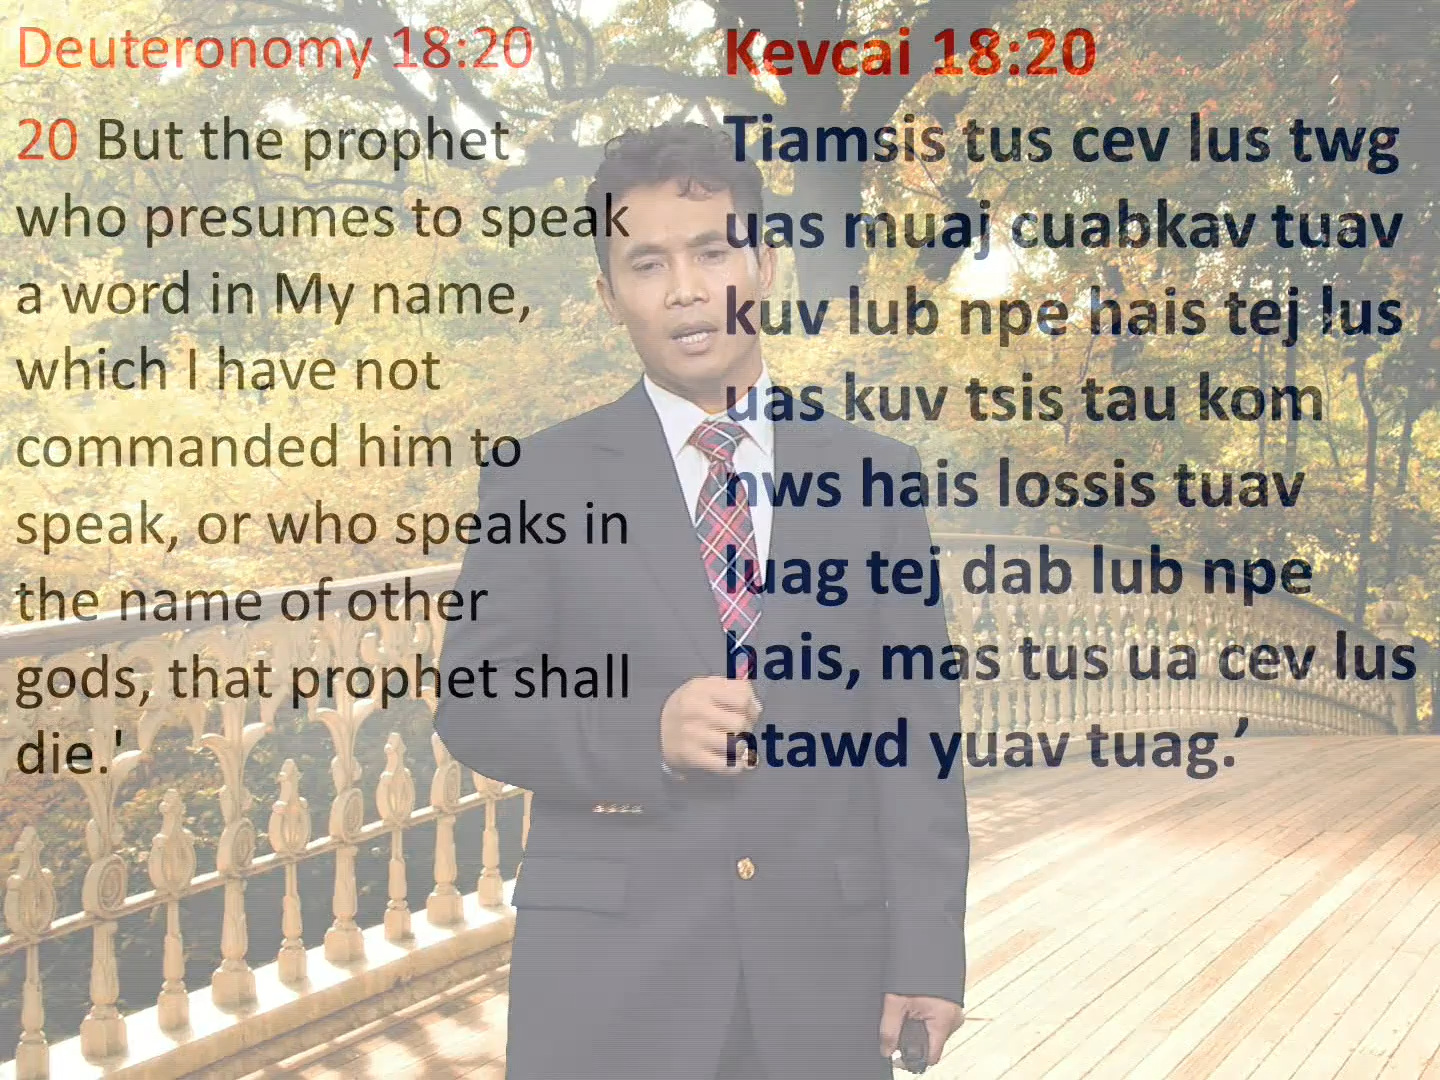 Deuteronomy 18:20
20 But the prophet
who presumes to speak
a word in My name,
which I have not
commanded him to
speak, or who speaks in
the name of other
gods, that prophet shall
die.'
Kevcai 18:20
Tiamsis tus cev lus twg
uas muaj cuabkav tuav
kuv lub npe hais tej lus
uas kuv tsis tau kom
nws hais lossis tuav
luag tej dab lub npe
hais, mas tus ua cev lus
ntawd yuav tuag.’